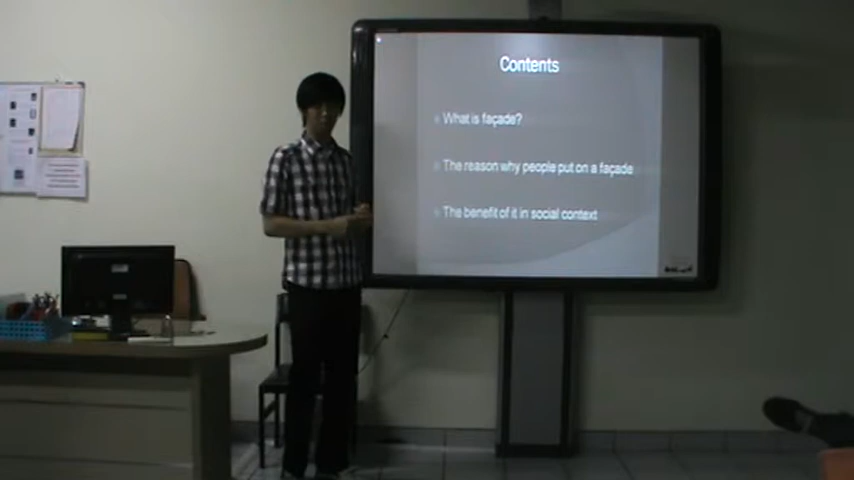 Contents
What is façade?
The reason why people put on a façade
The benefit of it in social context